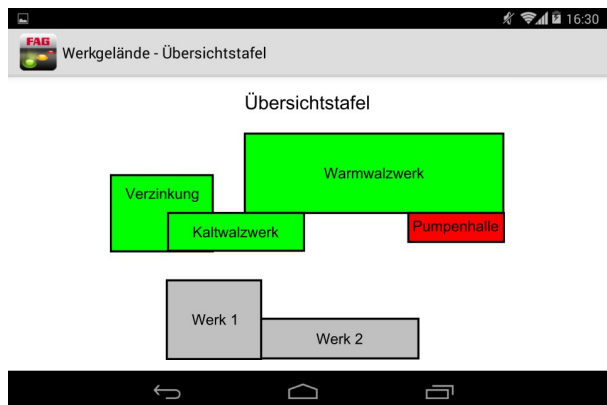 16:30
FAG
Werkgelände - Übersichtstafel
Übersichtstafel
Warmwalzwerk
Verzinkung
Kaltwalzwerk
Pumpenhalle
Werk 1
Werk 2